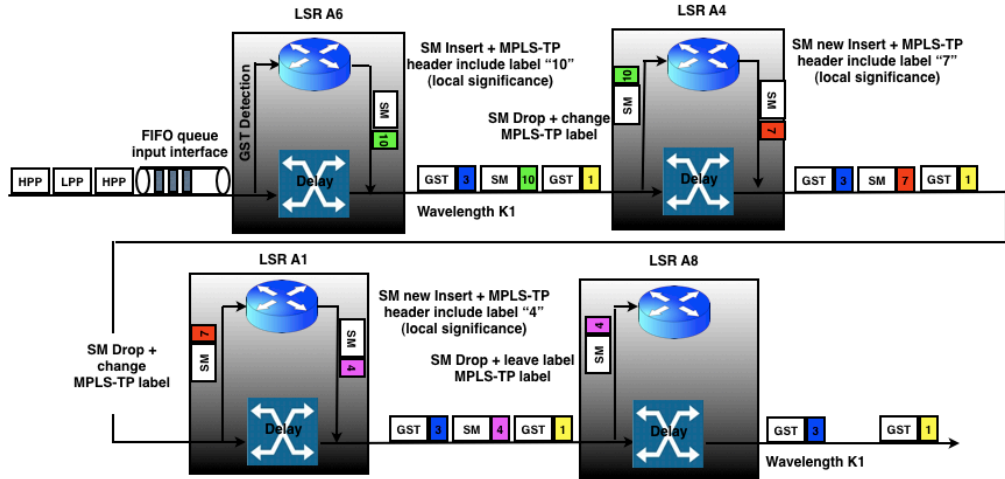 LSR A6
LSR A4
SM Insert + MPLS-TP
header include label “10”
(local significance)
SM new Insert + MPLS-TP
header include label “7”
(local significance)
GST Detection
SM
10
10
SM
SM
7
SM Drop + change
MPLS-TP label
FIFO queue
input interface
HPP
LPP
HPP
Delay
GST 3
SM 10
GST 1
Delay
GST 3
SM 7
GST 1
Wavelength K1
LSR A1
LSR A8
SM new Insert + MPLS-TP
header include label “4”
(local significance)
7
SM
SM
4
4
SM
SM Drop +
change
MPLS-TP label
SM Drop + leave label
MPLS-TP label
Delay
GST 3
SM 4
GST 1
Delay
GST 3
GST 1
Wavelength K1